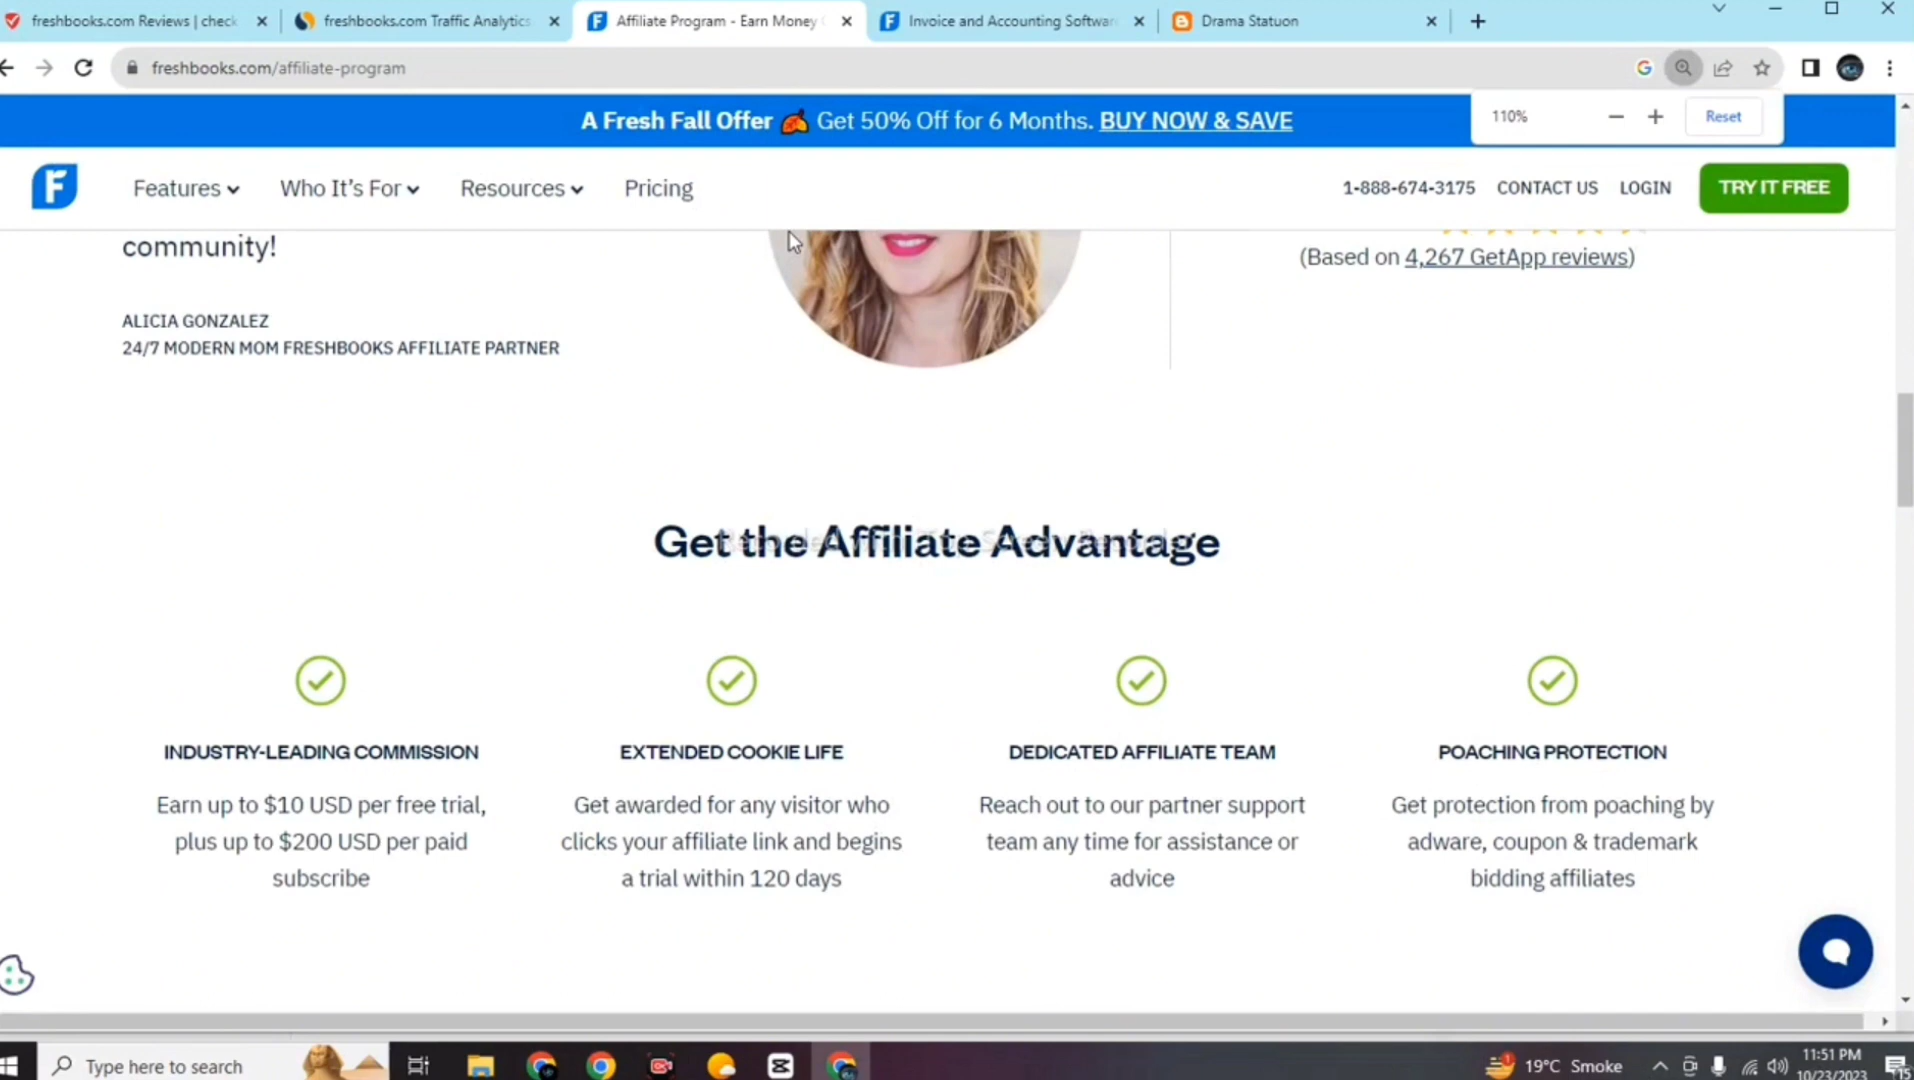 freshbooks.com Reviews | check
freshbooks.com Traffic Analytics
Affiliate Program - Earn Money
Invoice and Accounting Softwar
Drama Statuon
freshbooks.com/affiliate-program
A Fresh Fall Offer 🍂 Get 50% Off for 6 Months. BUY NOW & SAVE
110%
Reset
Features
Who It's For
Resources
Pricing
1-888-674-3175
CONTACT US
LOGIN
TRY IT FREE
community!
(Based on 4,267 GetApp reviews)
ALICIA GONZALEZ
24/7 MODERN MOM FRESHBOOKS AFFILIATE PARTNER
Get the Affiliate Advantage
INDUSTRY-LEADING COMMISSION
Earn up to $10 USD per free trial,
plus up to $200 USD per paid
subscribe
EXTENDED COOKIE LIFE
Get awarded for any visitor who
clicks your affiliate link and begins
a trial within 120 days
DEDICATED AFFILIATE TEAM
Reach out to our partner support
team any time for assistance or
advice
POACHING PROTECTION
Get protection from poaching by
adware, coupon & trademark
bidding affiliates
Type here to search
19°C Smoke
11:51 PM
10/23/2023